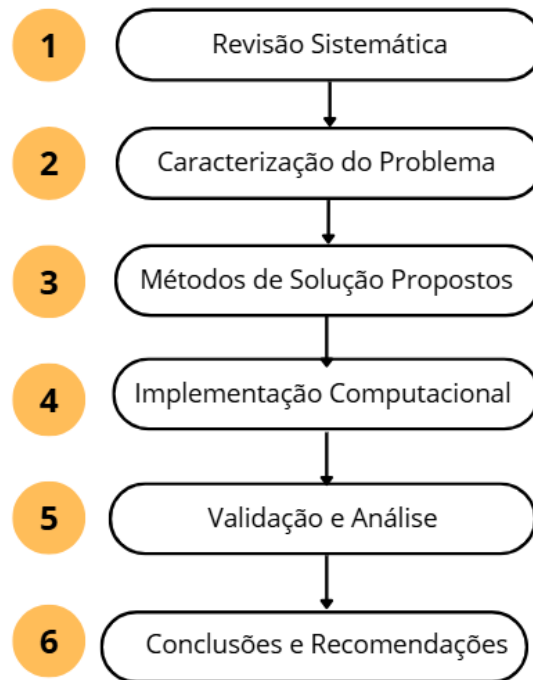 1 Revisão Sistemática
2 Caracterização do Problema
3 Métodos de Solução Propostos
4 Implementação Computacional
5 Validação e Análise
6 Conclusões e Recomendações